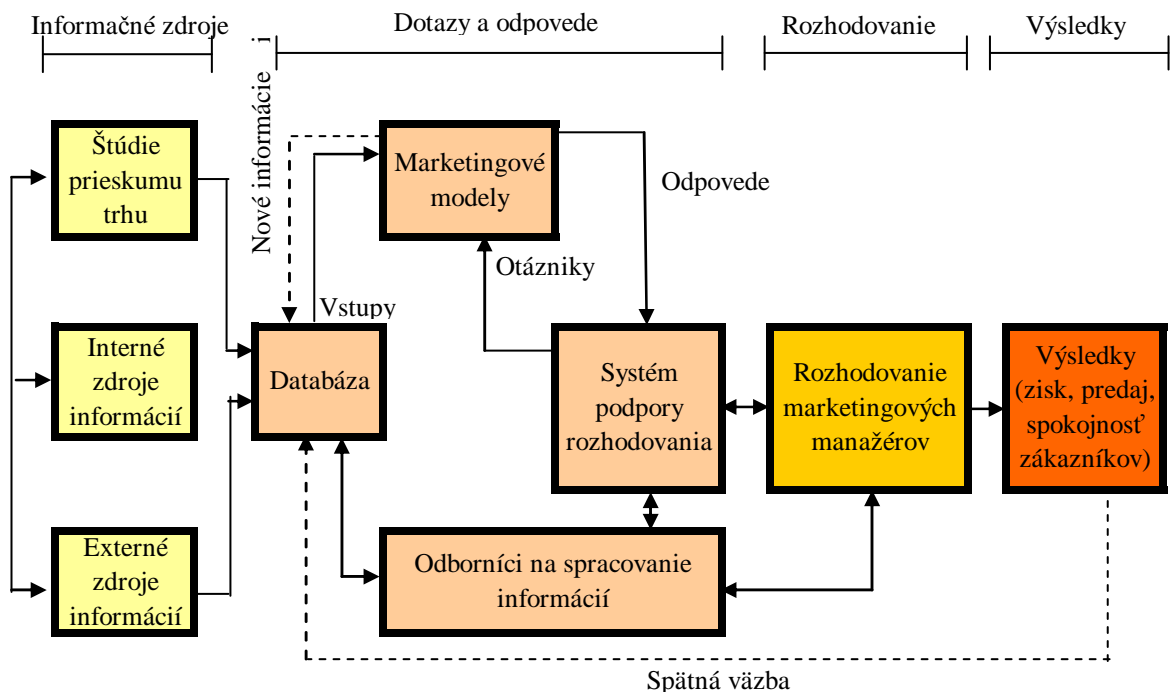 Informačné zdroje
Dotazy a odpovede
Rozhodovanie
Výsledky
Nové informácie i
Štúdie
prieskumu
trhu
Marketingové
modely
Odpovede
Otázniky
Vstupy
Interné
zdroje
informácií
Databáza
Systém
podpory
rozhodovania
Rozhodovanie
marketingových
manažérov
Výsledky
(zisk, predaj,
spokojnosť
zákazníkov)
Externé
zdroje
informácií
Odborníci na spracovanie
informácií
Spätná väzba